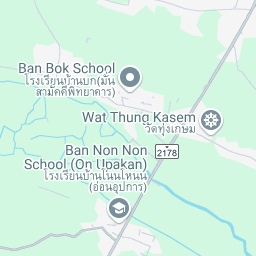 Ban Bok School
โรงเรียนบ้านบก(มั่น
สามัคคีพิทยาคาร)
Wat Thung Kasem
วัดทุ่งเกษม
Ban Non Non
School (On Upakan)
โรงเรียนบ้านโนนโหนน
(อ่อนอุปการ)
2178